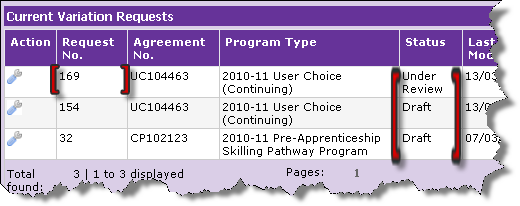 Current Variation Requests
Action Request No. Agreement No. Program Type Status Last Mod
169 UC104463 2010-11 User Choice (Continuing) Under Review 13/03
154 UC104463 2010-11 User Choice (Continuing) Draft 13/0
32 CP102123 2010-11 Pre-Apprenticeship Skilling Pathway Program Draft 07/03
Total found: 3 | 1 to 3 displayed Pages: 1